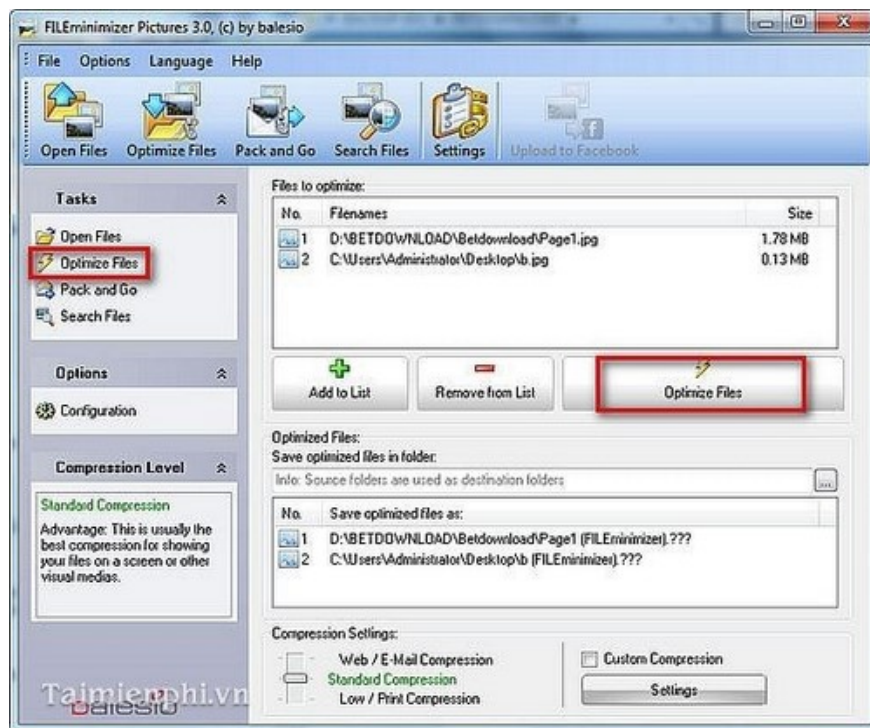 FILEminimizer Pictures 3.0, (c) by balesio
File Options Language Help
Open Files Optimize Files Pack and Go Search Files Settings Upload to Facebook
Tasks
Open Files
Optimize Files
Pack and Go
Search Files
Options
Configuration
Compression Level
Standard Compression
Advantage: This is usually the
best compression for showing
your files on a screen or other
visual medias.
Files to optimize:
No. Filenames Size
1 D:\BETDOWNLOAD\Betdownload\Page1.jpg 1.78 MB
2 C:\Users\Administrator\Desktop\b.jpg 0.13 MB
Add to List Remove from List Optimize Files
Optimized Files:
Save optimized files in folder:
Info: Source folders are used as destination folders
...
No. Save optimized files as:
1 D:\BETDOWNLOAD\Betdownload\Page1 (FILEminimizer).???
2 C:\Users\Administrator\Desktop\b (FILEminimizer).???
Compression Settings:
Web / E-Mail Compression
Standard Compression
Low / Print Compression
Custom Compression
Settings
Taimienphi.vn
balesio